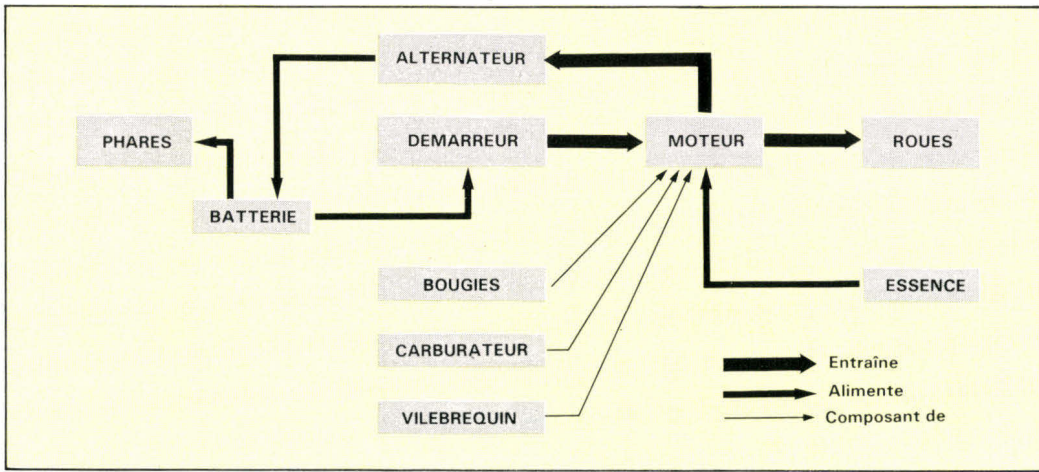 ALTERNATEUR
PHARES
DEMARREUR
MOTEUR
ROUES
BATTERIE
BOUGIES
ESSENCE
CARBURATEUR
VILEBREQUIN
Entraîne
Alimente
Composant de